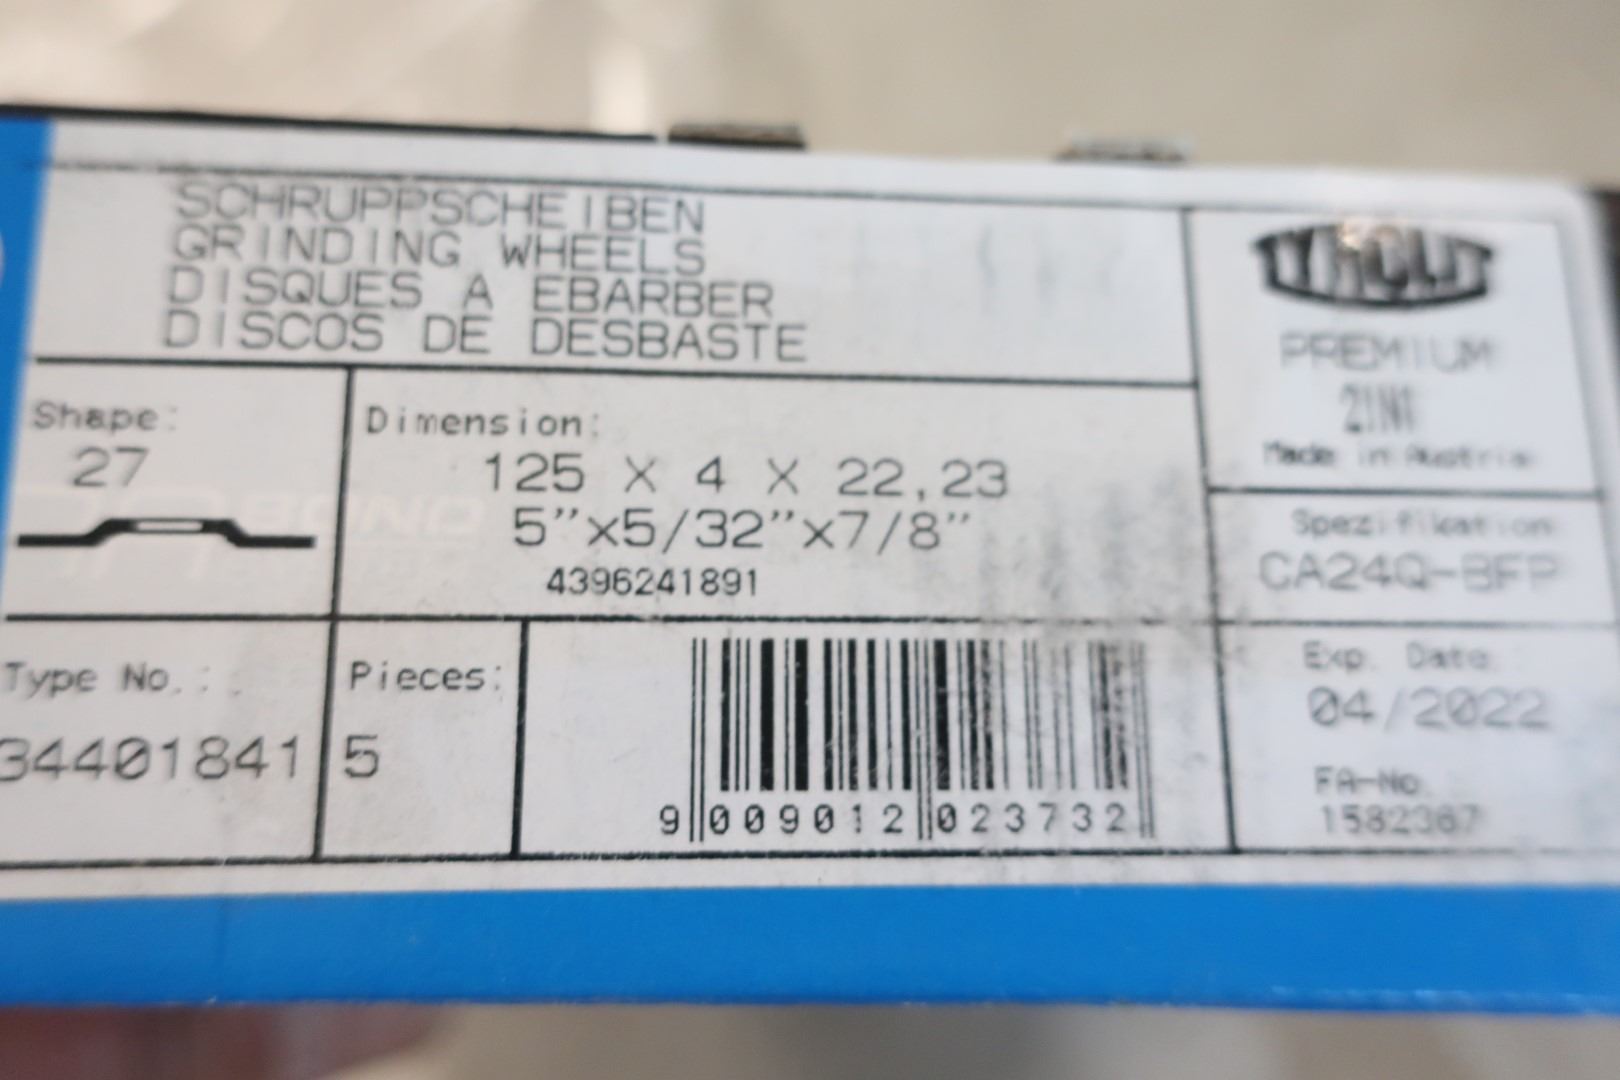 SCHRUPPSCHEIBEN
GRINDING WHEELS
DISQUES A EBARBER
DISCOS DE DESBASTE
TYROLIT
PREMIUM
2IN1
Made in Austria
Shape:
27
Dimension:
125 X 4 X 22,23
5"x5/32"x7/8"
4396241891
Spezifikation
CA24Q-BFP
Type No.:
34401841
Pieces:
5
9 009012 023732
Exp. Date:
04/2022
FA-No.
1582367